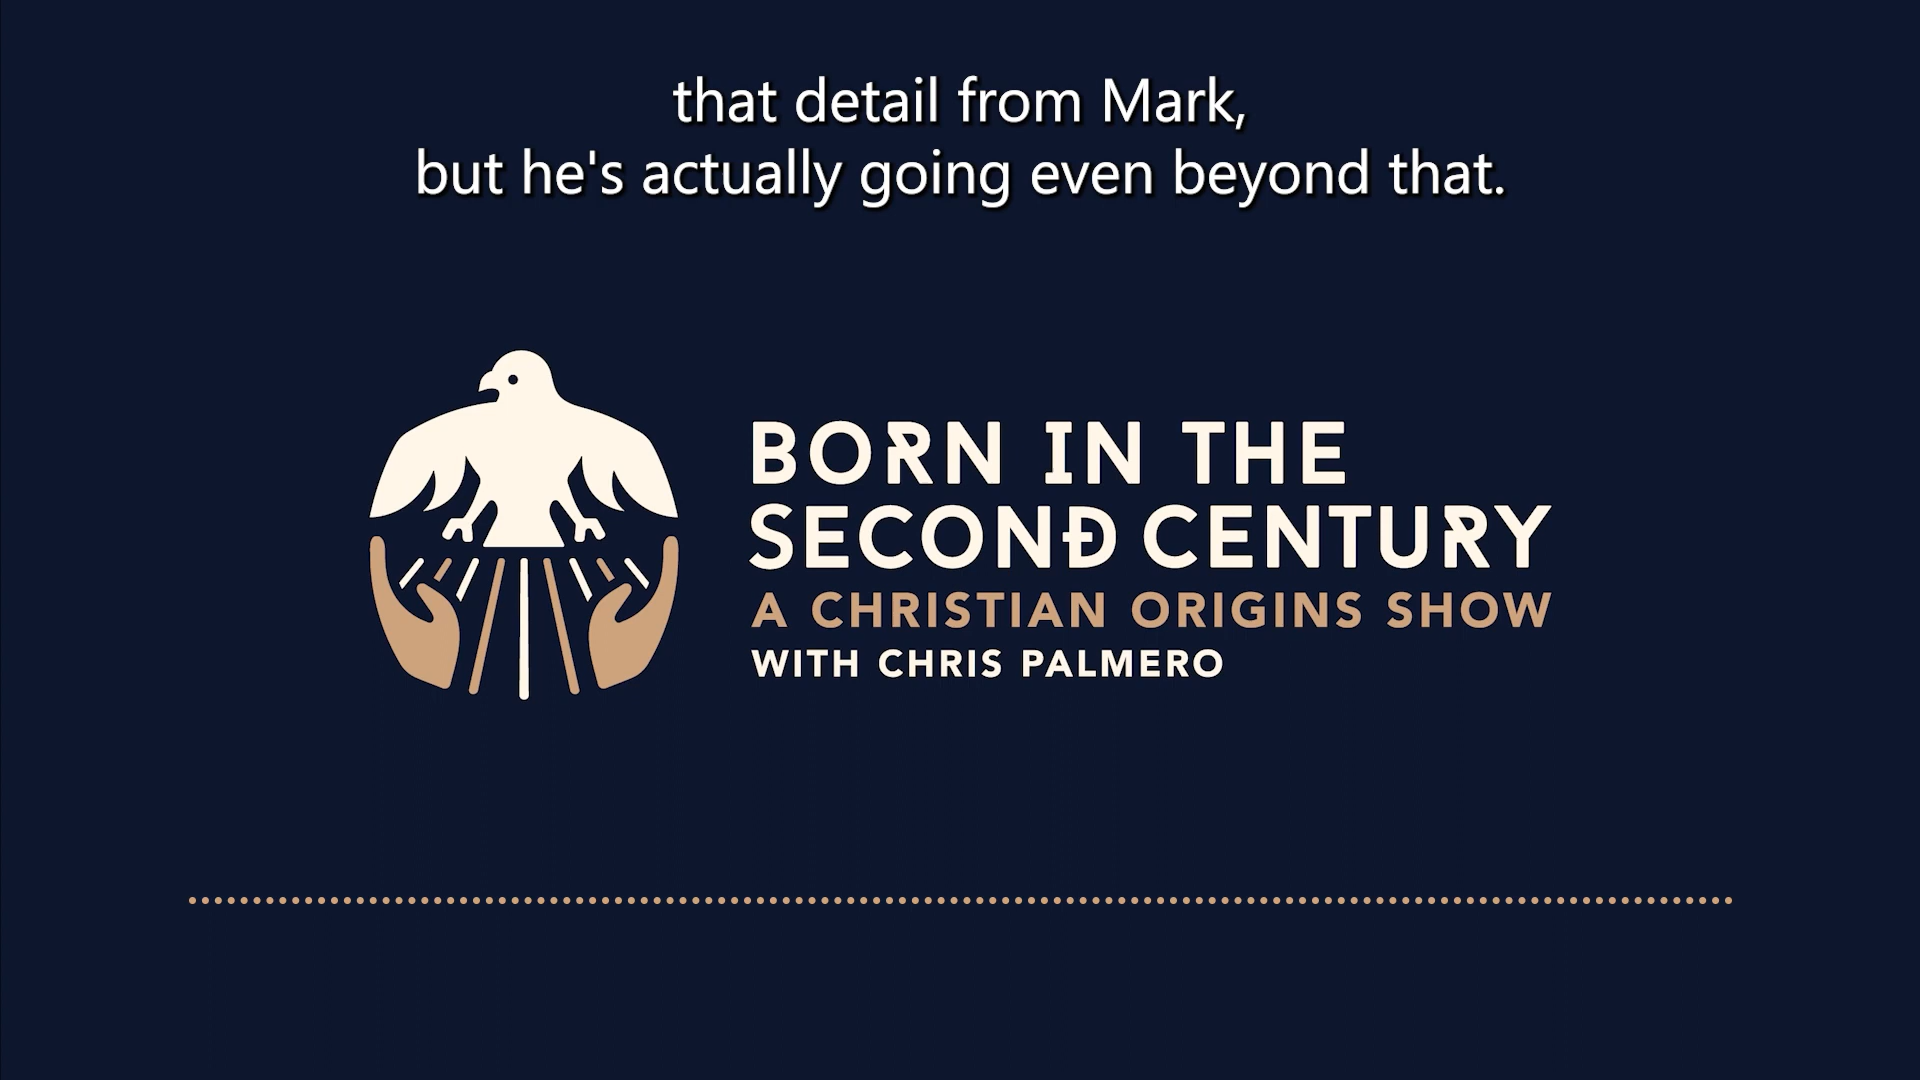 that detail from Mark,
but he's actually going even beyond that.
BORN IN THE
SECOND CENTURY
A CHRISTIAN ORIGINS SHOW
WITH CHRIS PALMERO